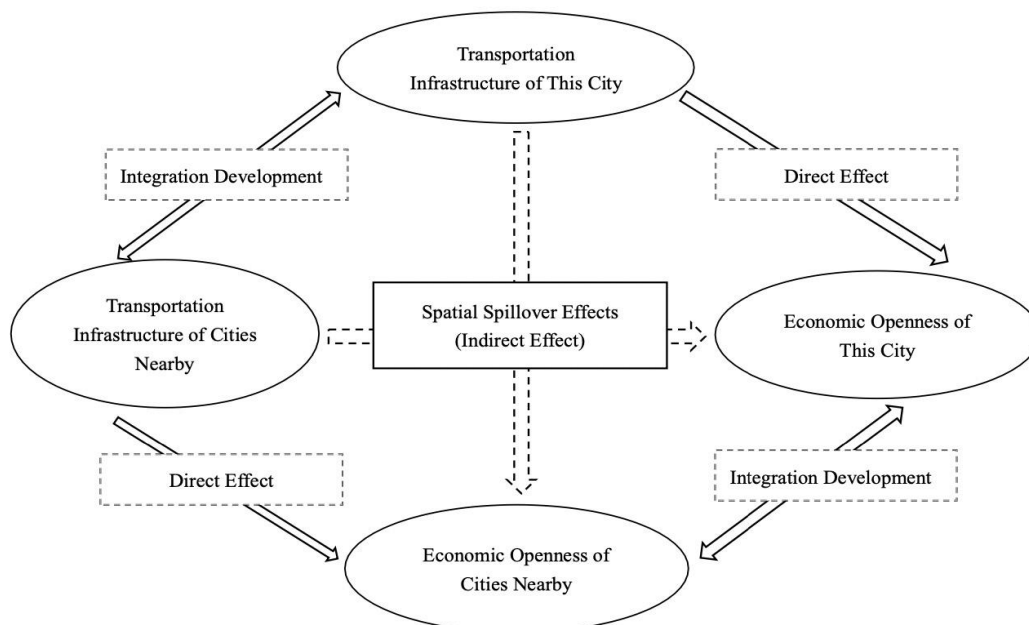 Transportation
Infrastructure of This City
Integration Development
Direct Effect
Transportation
Infrastructure of Cities
Nearby
Spatial Spillover Effects
(Indirect Effect)
Economic Openness of
This City
Direct Effect
Integration Development
Economic Openness of
Cities Nearby